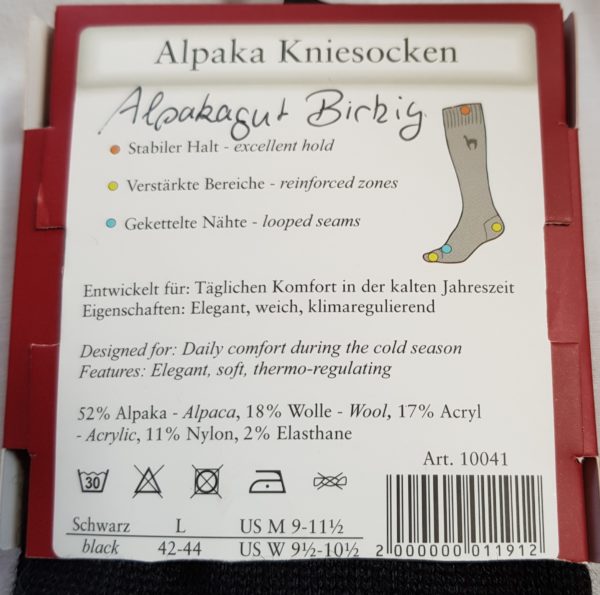 Alpaka Kniesocken
Alpakagut Birkig
Stabiler Halt - excellent hold
Verstärkte Bereiche - reinforced zones
Gekettelte Nähte - looped seams
Entwickelt für: Täglichen Komfort in der kalten Jahreszeit
Eigenschaften: Elegant, weich, klimaregulierend
Designed for: Daily comfort during the cold season
Features: Elegant, soft, thermo-regulating
52% Alpaka - Alpaca, 18% Wolle - Wool, 17% Acryl
- Acrylic, 11% Nylon, 2% Elasthane
Art. 10041
30
Schwarz L US M 9-11½
black 42-44 US W 9½-10½
2 000000 011912